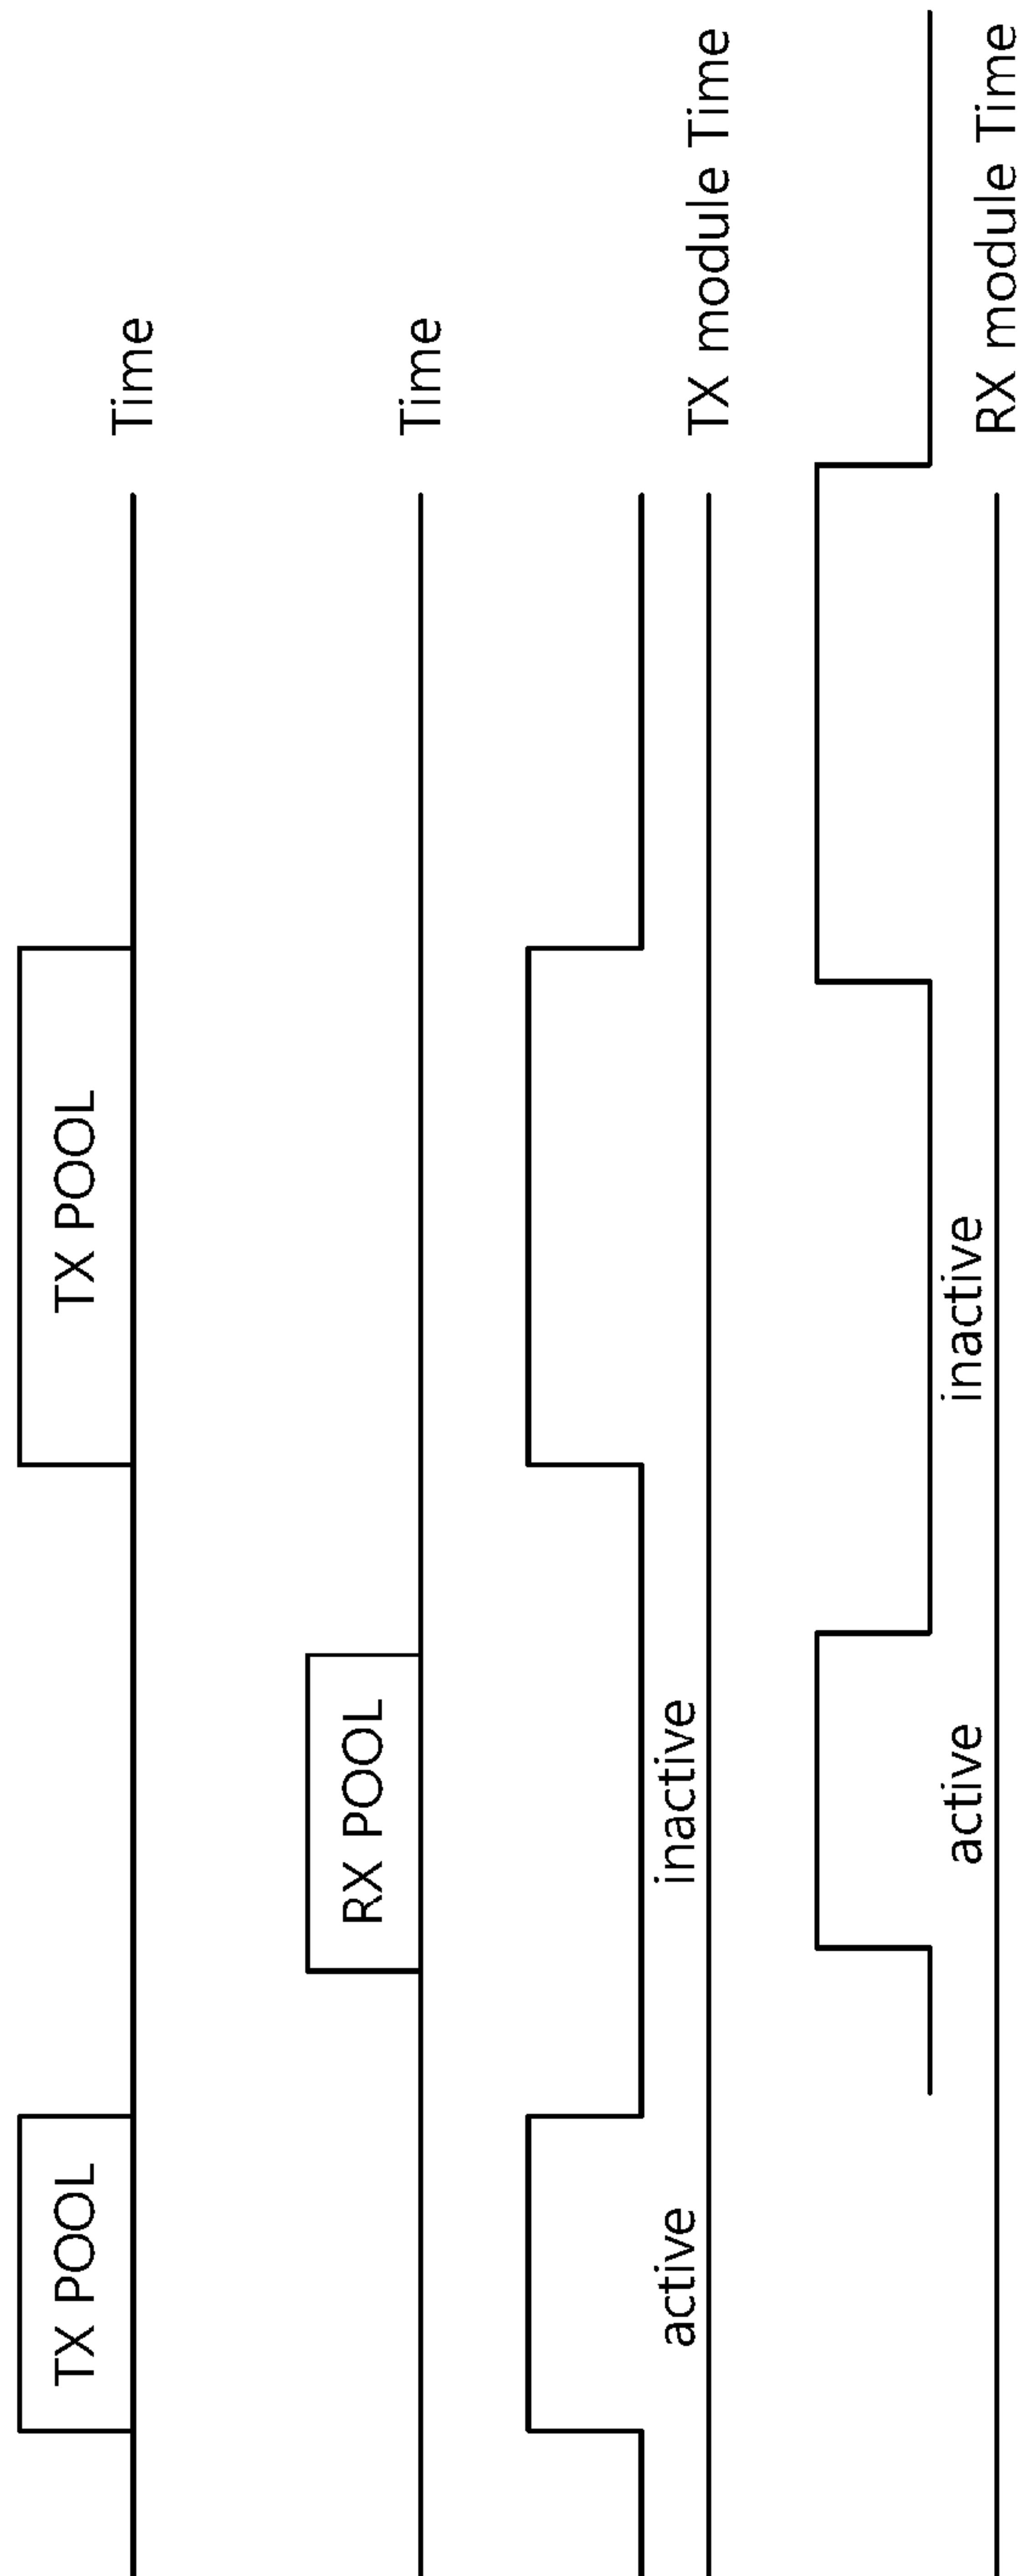 TX POOL
TX POOL
Time
RX POOL
Time
active
inactive
TX module Time
active
inactive
RX module Time